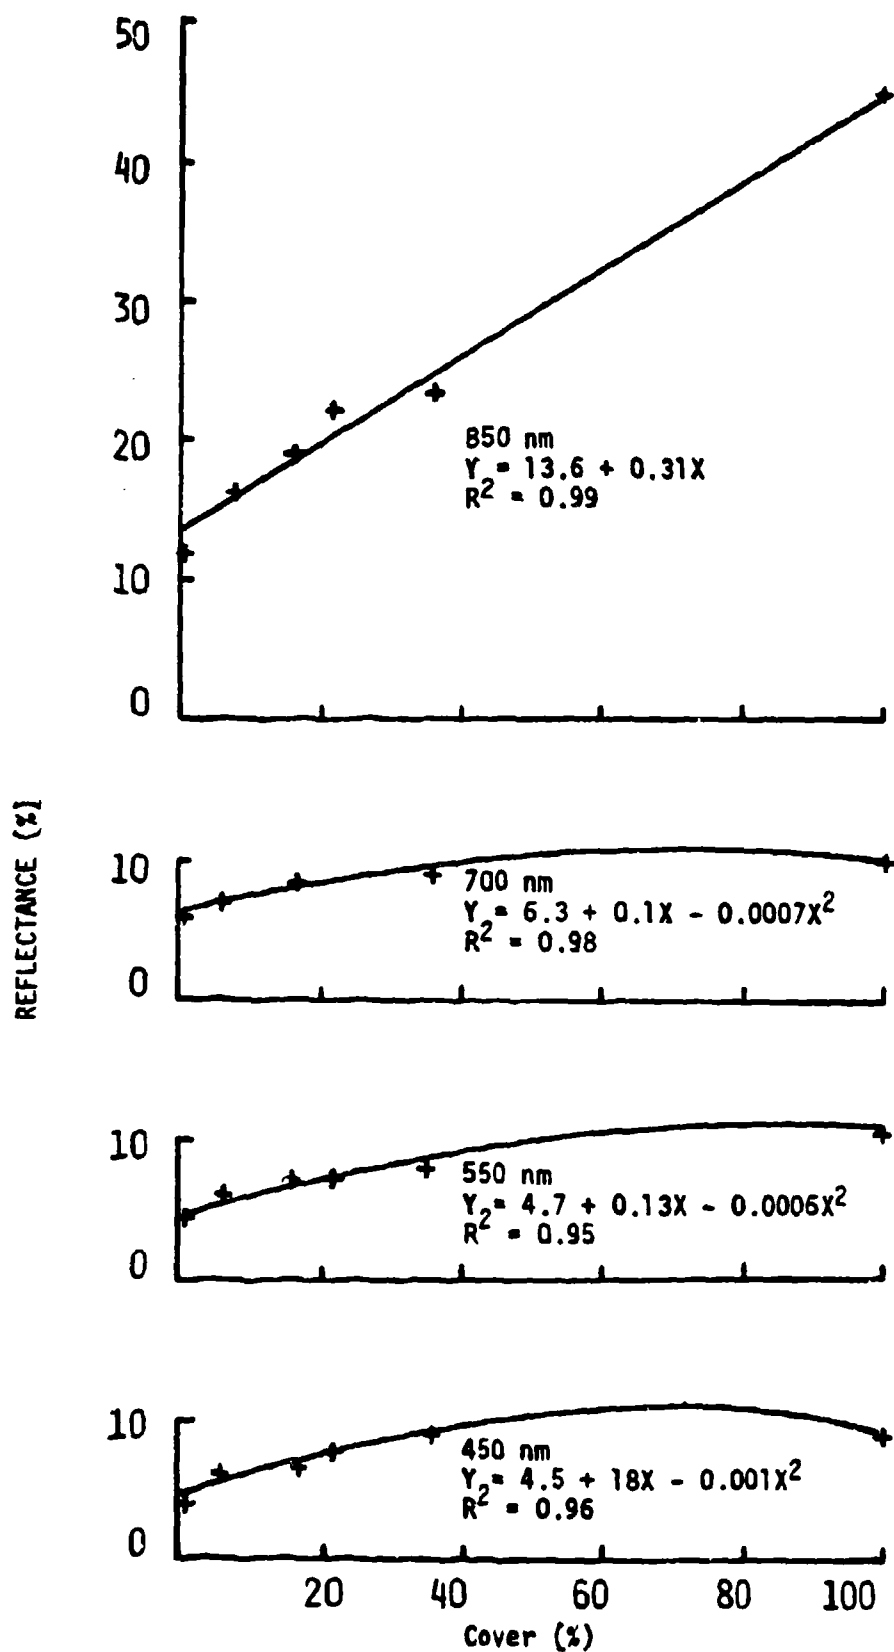 50
40
30
20
10
0
850 nm
Y = 13.6 + 0.31X
R² = 0.99
REFLECTANCE (%)
10
0
700 nm
Y = 6.3 + 0.1X - 0.0007X²
R² = 0.98
10
0
550 nm
Y = 4.7 + 0.13X - 0.0006X²
R² = 0.95
10
0
450 nm
Y = 4.5 + 18X - 0.001X²
R² = 0.96
20 40 60 80 100
Cover (%)